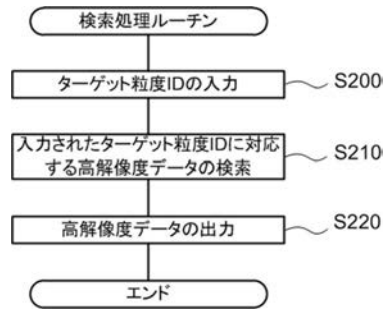 検索処理ルーチン
ターゲット粒度IDの入力
S200
入力されたターゲット粒度IDに対応
する高解像度データの検索
S210
高解像度データの出力
S220
エンド